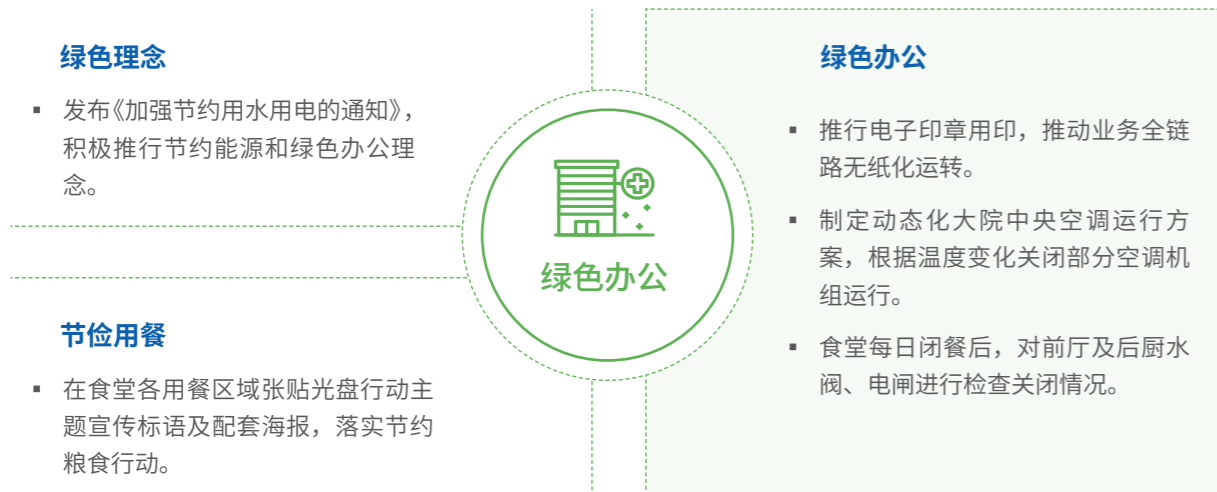 绿色理念
▪ 发布《加强节约用水用电的通知》，
积极推行节约能源和绿色办公理
念。
节俭用餐
▪ 在食堂各用餐区域张贴光盘行动主
题宣传标语及配套海报，落实节约
粮食行动。
绿色办公
绿色办公
▪ 推行电子印章用印，推动业务全链
路无纸化运转。
▪ 制定动态化大院中央空调运行方
案，根据温度变化关闭部分空调机
组运行。
▪ 食堂每日闭餐后，对前厅及后厨水
阀、电闸进行检查关闭情况。